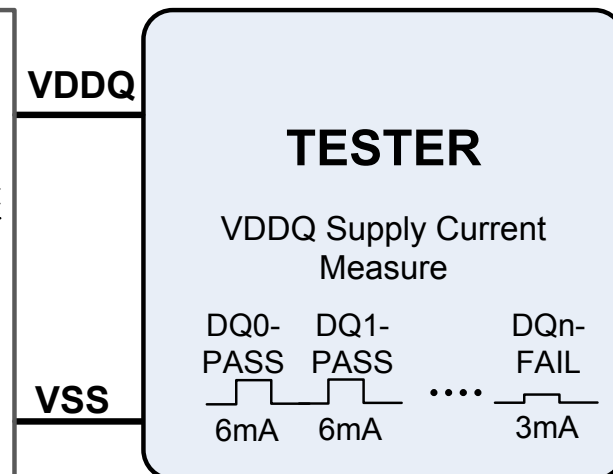 VDDQ
TESTER
VDDQ Supply Current
Measure
DQ0- DQ1- DQn-
PASS PASS .... FAIL
6mA 6mA 3mA
VSS